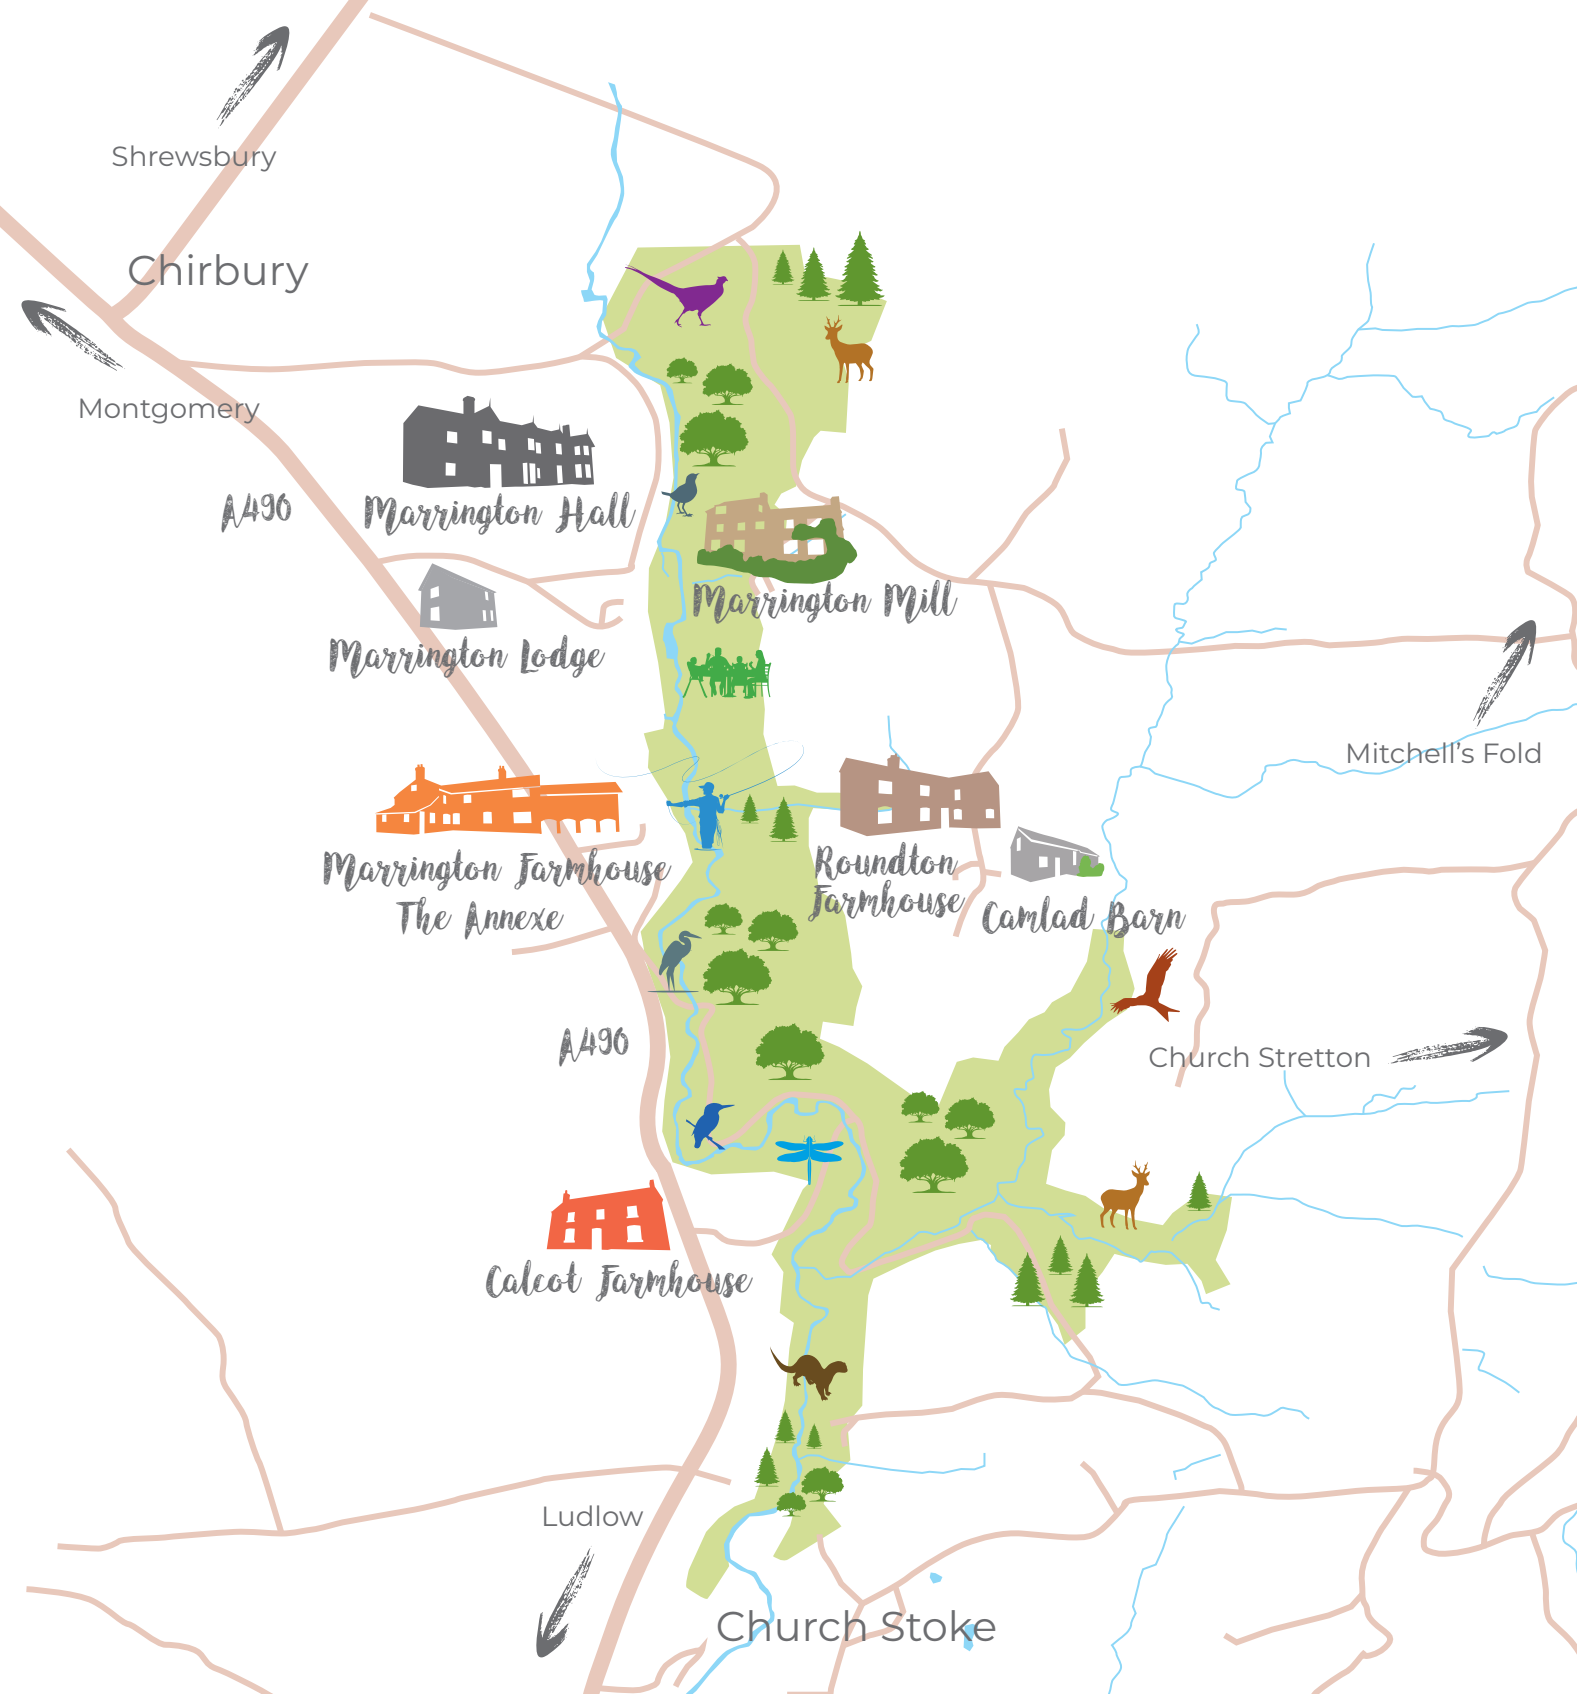 Shrewsbury
Chirbury
Montgomery
A490
Marrington Hall
Marrington Mill
Marrington Lodge
Mitchell's Fold
Marrington Farmhouse
The Annexe
Roundton
Farmhouse
Camlad Barn
A490
Church Stretton
Calcot Farmhouse
Ludlow
Church Stoke